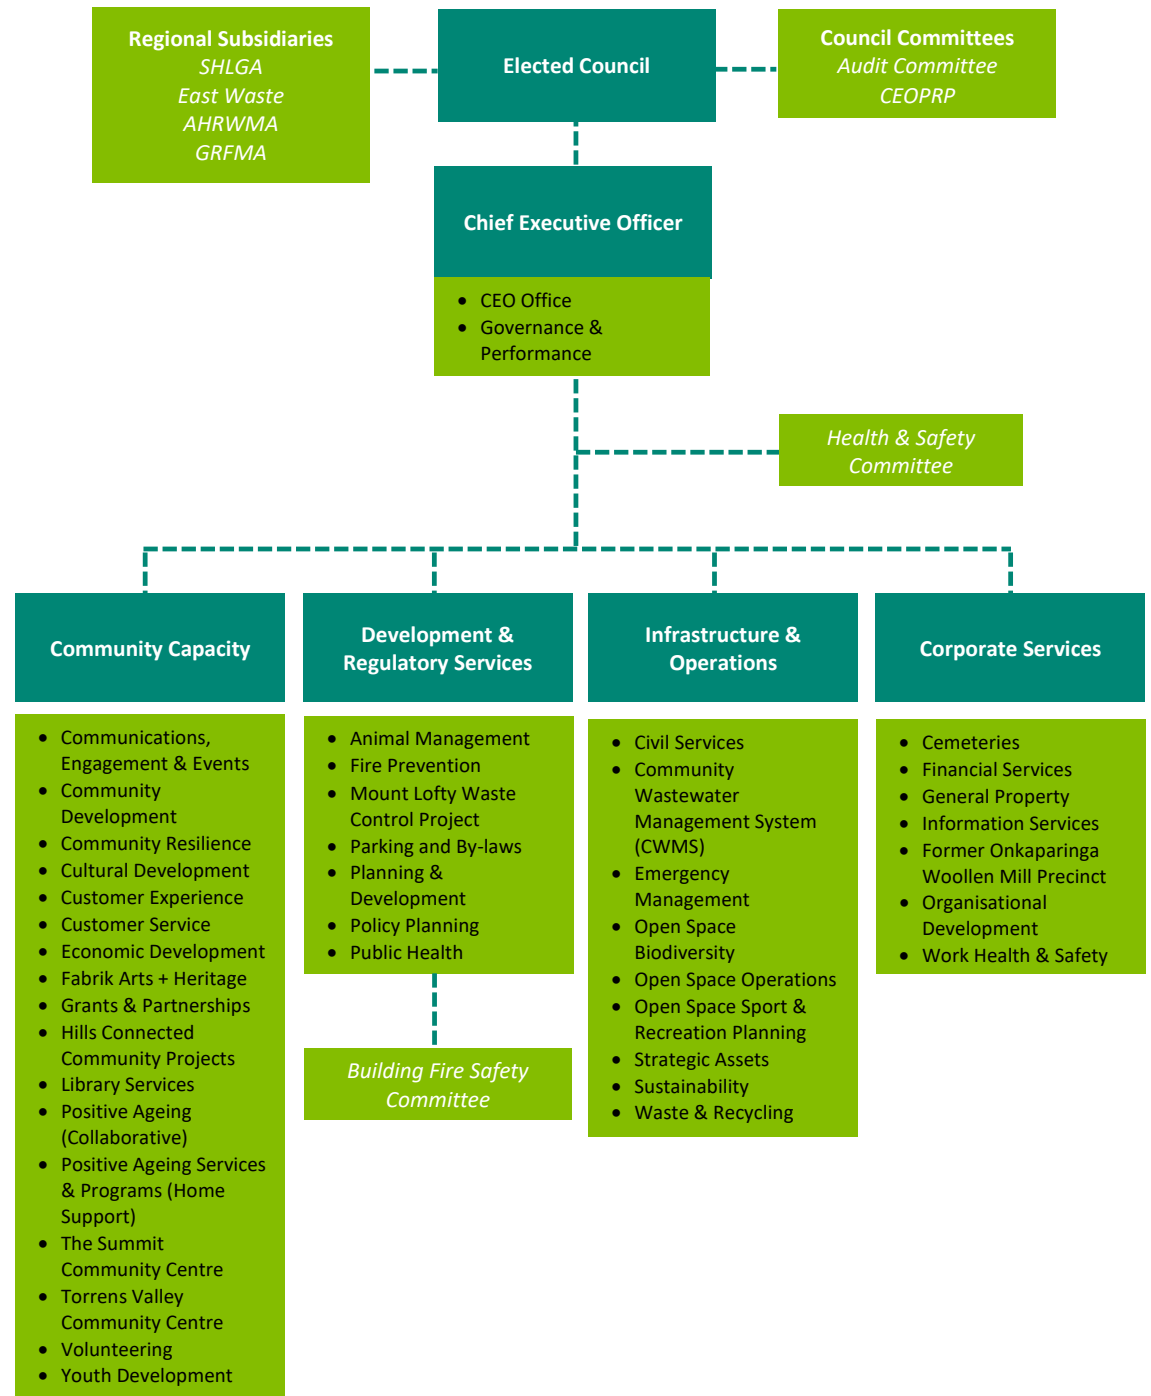 Regional Subsidiaries
SHLGA
East Waste
AHRWMA
GRFMA
Elected Council
Council Committees
Audit Committee
CEOPRP
Chief Executive Officer
• CEO Office
• Governance &
Performance
Health & Safety
Committee
Community Capacity
• Communications,
Engagement & Events
• Community
Development
• Community Resilience
• Cultural Development
• Customer Experience
• Customer Service
• Economic Development
• Fabrik Arts + Heritage
• Grants & Partnerships
• Hills Connected
Community Projects
• Library Services
• Positive Ageing
(Collaborative)
• Positive Ageing Services
& Programs (Home
Support)
• The Summit
Community Centre
• Torrens Valley
Community Centre
• Volunteering
• Youth Development
Development &
Regulatory Services
• Animal Management
• Fire Prevention
• Mount Lofty Waste
Control Project
• Parking and By-laws
• Planning &
Development
• Policy Planning
• Public Health
Building Fire Safety
Committee
Infrastructure &
Operations
• Civil Services
• Community
Wastewater
Management System
(CWMS)
• Emergency
Management
• Open Space
Biodiversity
• Open Space Operations
• Open Space Sport &
Recreation Planning
• Strategic Assets
• Sustainability
• Waste & Recycling
Corporate Services
• Cemeteries
• Financial Services
• General Property
• Information Services
• Former Onkaparinga
Woollen Mill Precinct
• Organisational
Development
• Work Health & Safety